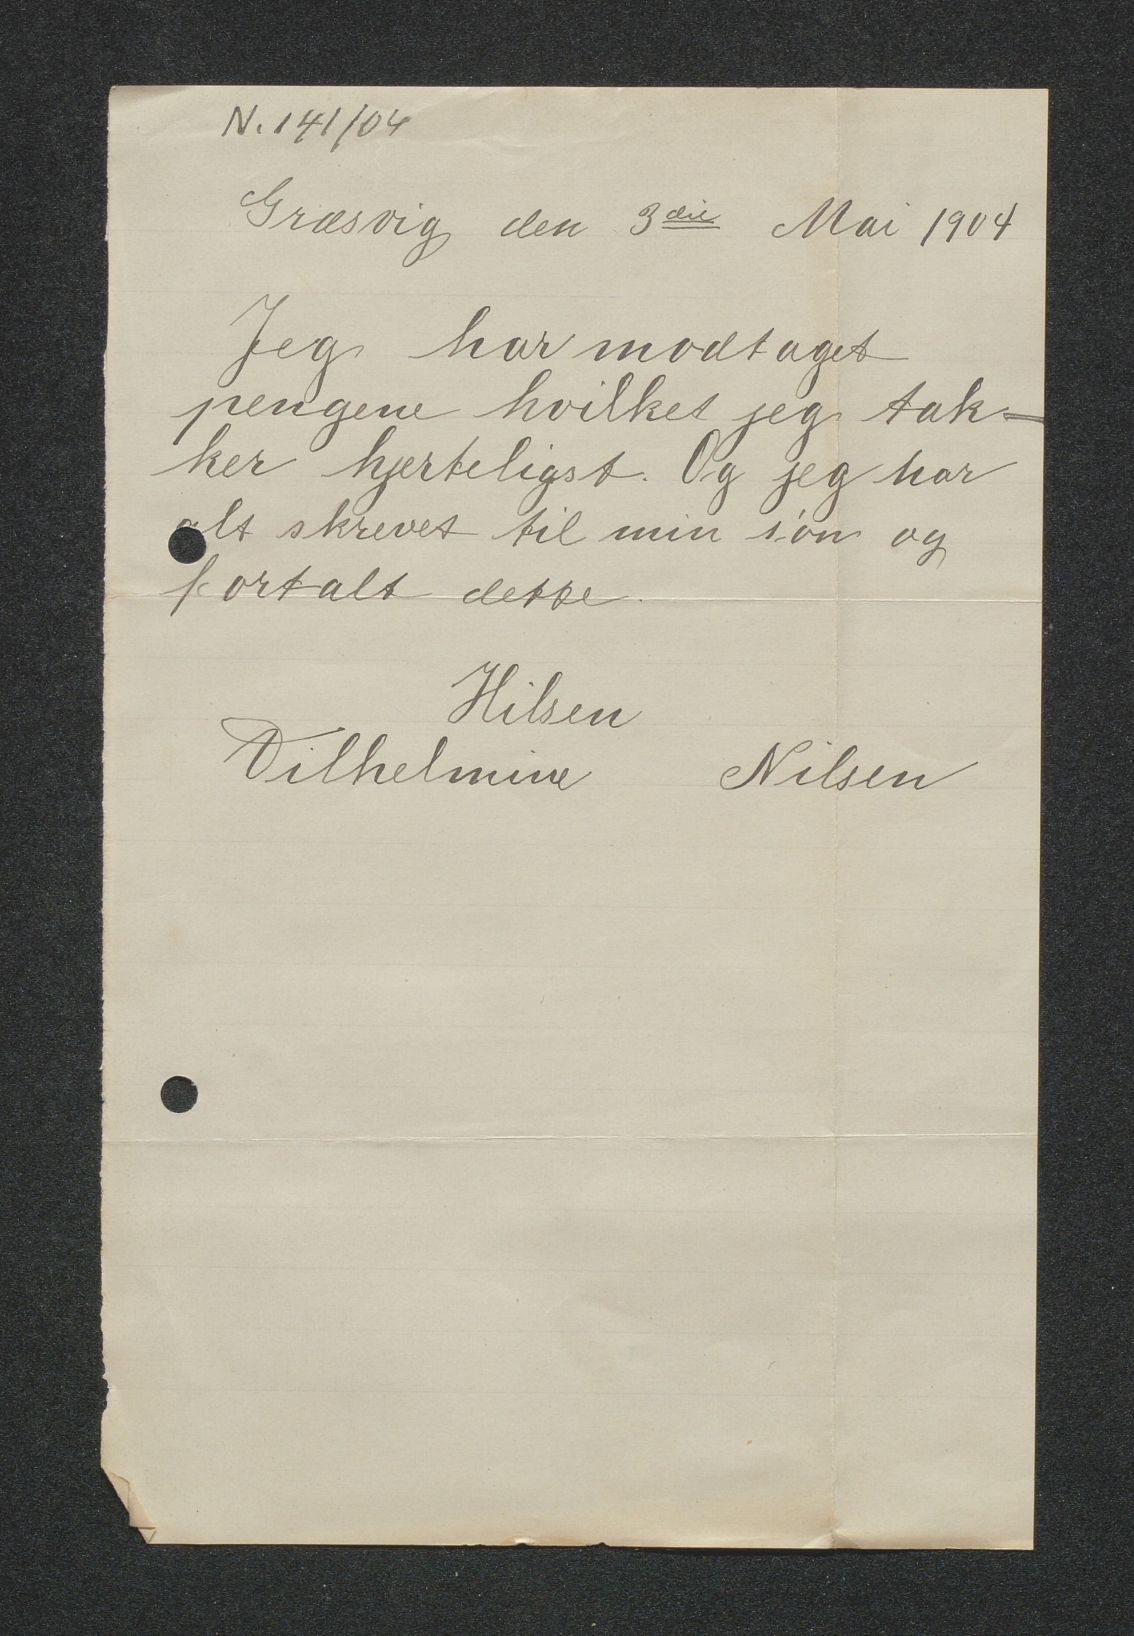 N. 141/04
Græsvig den 3die Mai 1904
Jeg har modtaget
pengene hvilket jeg tak-
ker hjerteligst. Og jeg har
alt skrevet til min søn og
fortalt dette.
Hilsen
Vilhelmine Nilsen